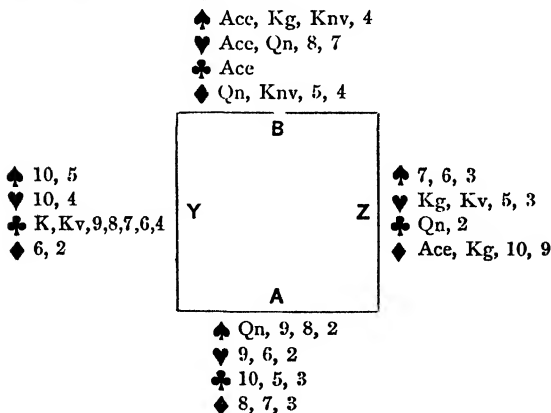 ♠ Ace, Kg, Knv, 4
♥ Ace, Qn, 8, 7
♣ Ace
♦ Qn, Knv, 5, 4
B
♠ 10, 5
♥ 10, 4
♣ K,Kv,9,8,7,6,4
♦ 6, 2
Y
Z
♠ 7, 6, 3
♥ Kg, Kv, 5, 3
♣ Qn, 2
♦ Ace, Kg, 10, 9
A
♠ Qn, 9, 8, 2
♥ 9, 6, 2
♣ 10, 5, 3
♦ 8, 7, 3